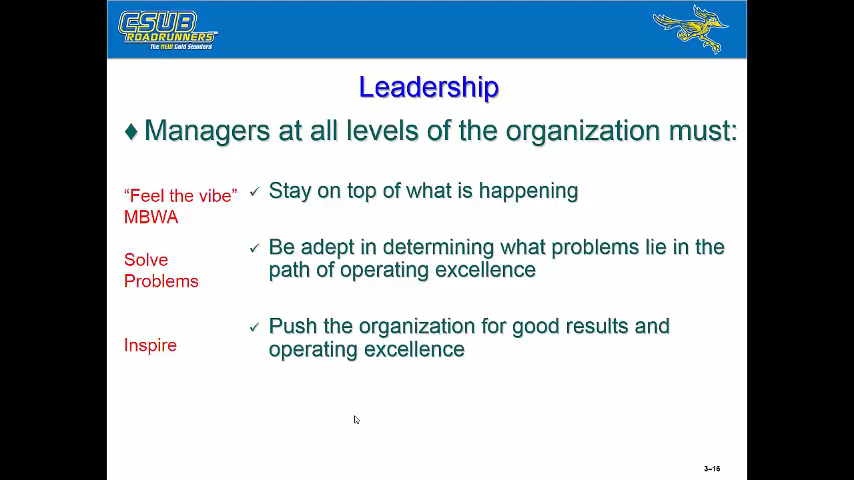 CSUB
ROADRUNNERS
The NEW Gold Standard
Leadership
♦ Managers at all levels of the organization must:
"Feel the vibe"
MBWA
✓ Stay on top of what is happening
Solve
Problems
✓ Be adept in determining what problems lie in the
path of operating excellence
Inspire
✓ Push the organization for good results and
operating excellence
3–16